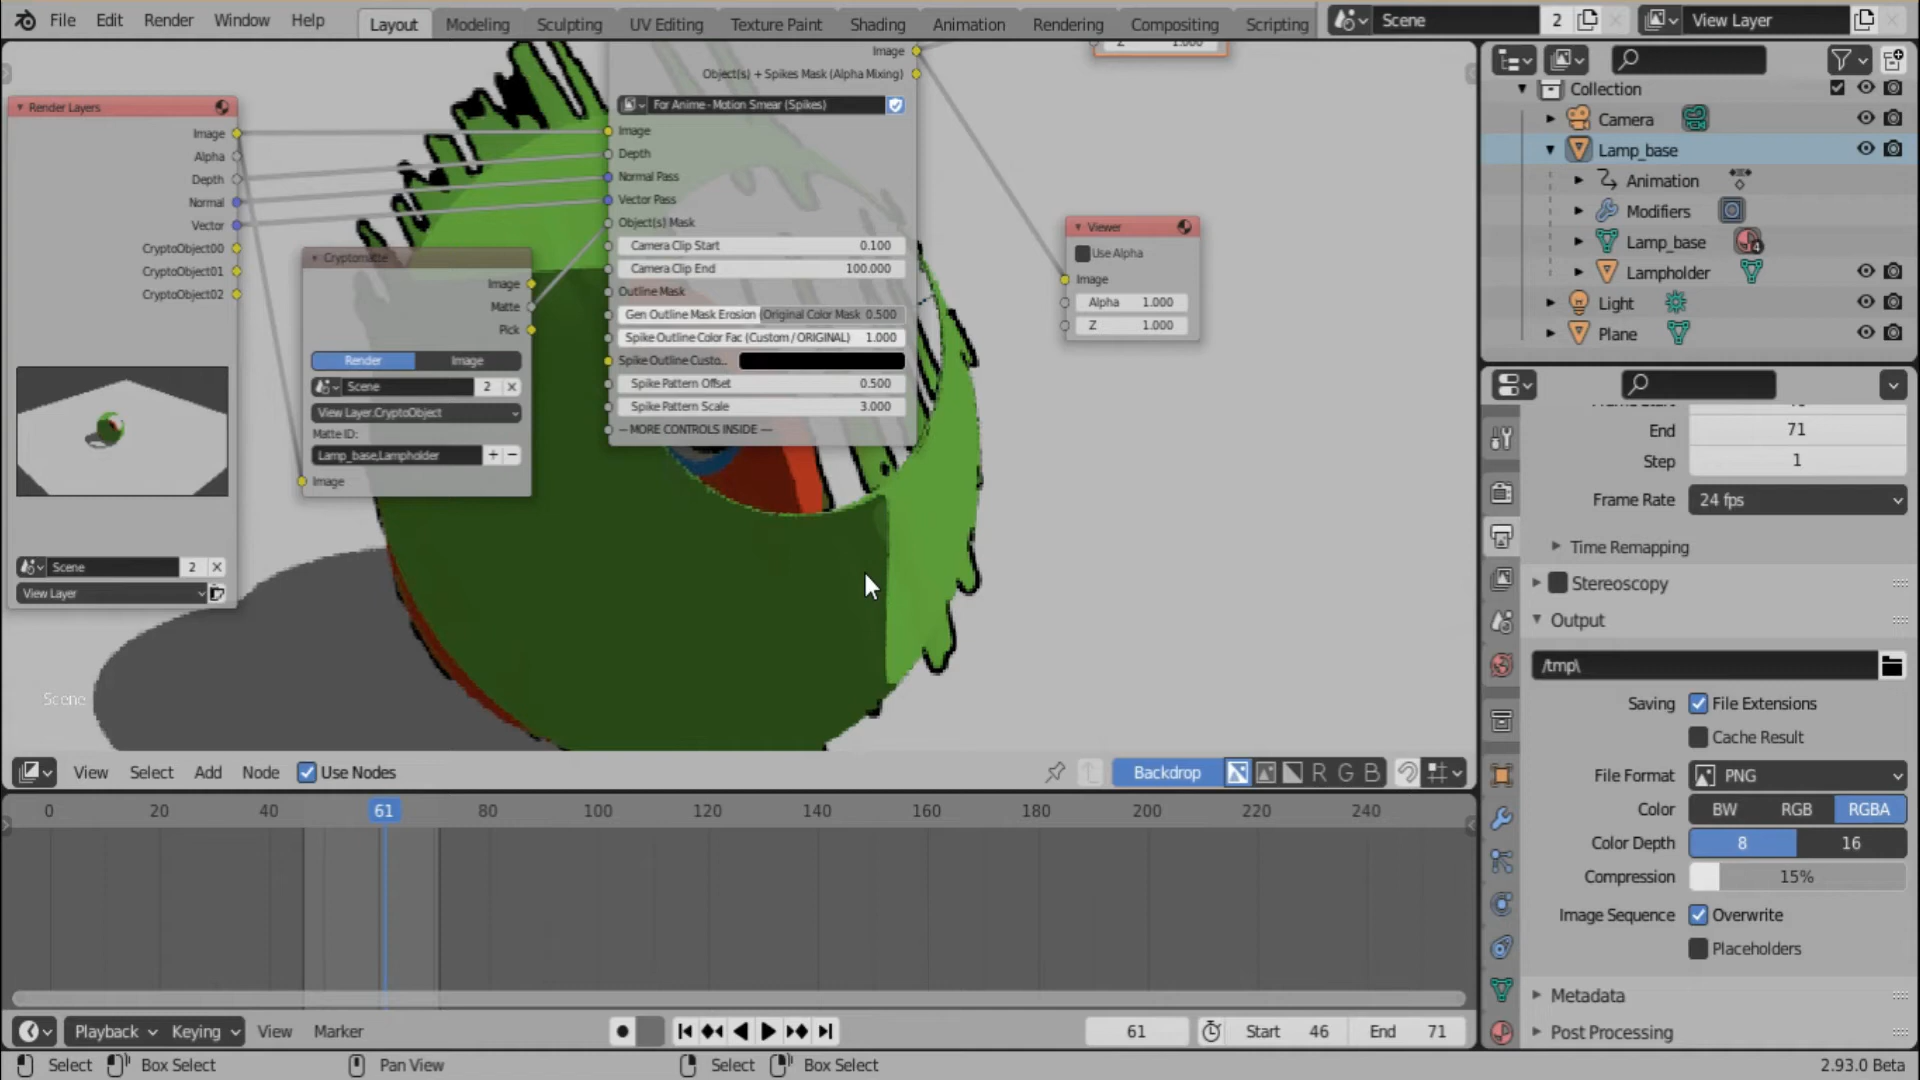 File Edit Render Window Help
Layout Modeling Sculpting UV Editing Texture Paint Shading Animation Rendering Compositing Scripting
Scene 2
View Layer
Image
Object(s) + Spikes Mask (Alpha Mixing)
For Anime - Motion Smear (Spikes)
Image
Depth
Normal Pass
Vector Pass
Object(s) Mask
Camera Clip Start 0.100
Camera Clip End 100.000
Outline Mask
Gen Outline Mask Erosion (Original Color Mask 0.500
Spike Outline Color Fac (Custom / ORIGINAL) 1.000
Spike Outline Custo..
Spike Pattern Offset 0.500
Spike Pattern Scale 3.000
— MORE CONTROLS INSIDE —
Z 1.000
Render Layers
Image
Alpha
Depth
Normal
Vector
CryptoObject00
CryptoObject01
CryptoObject02
Scene 2
View Layer
Cryptomatte
Image
Matte
Pick
Render Image
Scene 2
View Layer.CryptoObject
Matte ID:
Lamp_base,Lampholder
Image
Viewer
Use Alpha
Image
Alpha 1.000
Z 1.000
Scene
View Select Add Node Use Nodes
Backdrop R G B
0 20 40 61 80 100 120 140 160 180 200 220 240
Playback Keying View Marker
61 Start 46 End 71
Select Box Select Pan View Select Box Select 2.93.0 Beta
Collection
Camera
Lamp_base
Animation
Modifiers
Lamp_base 4
Lampholder
Light
Plane
End 71
Step 1
Frame Rate 24 fps
Time Remapping
Stereoscopy
Output
/tmp\
Saving File Extensions
Cache Result
File Format PNG
Color BW RGB RGBA
Color Depth 8 16
Compression 15%
Image Sequence Overwrite
Placeholders
Metadata
Post Processing